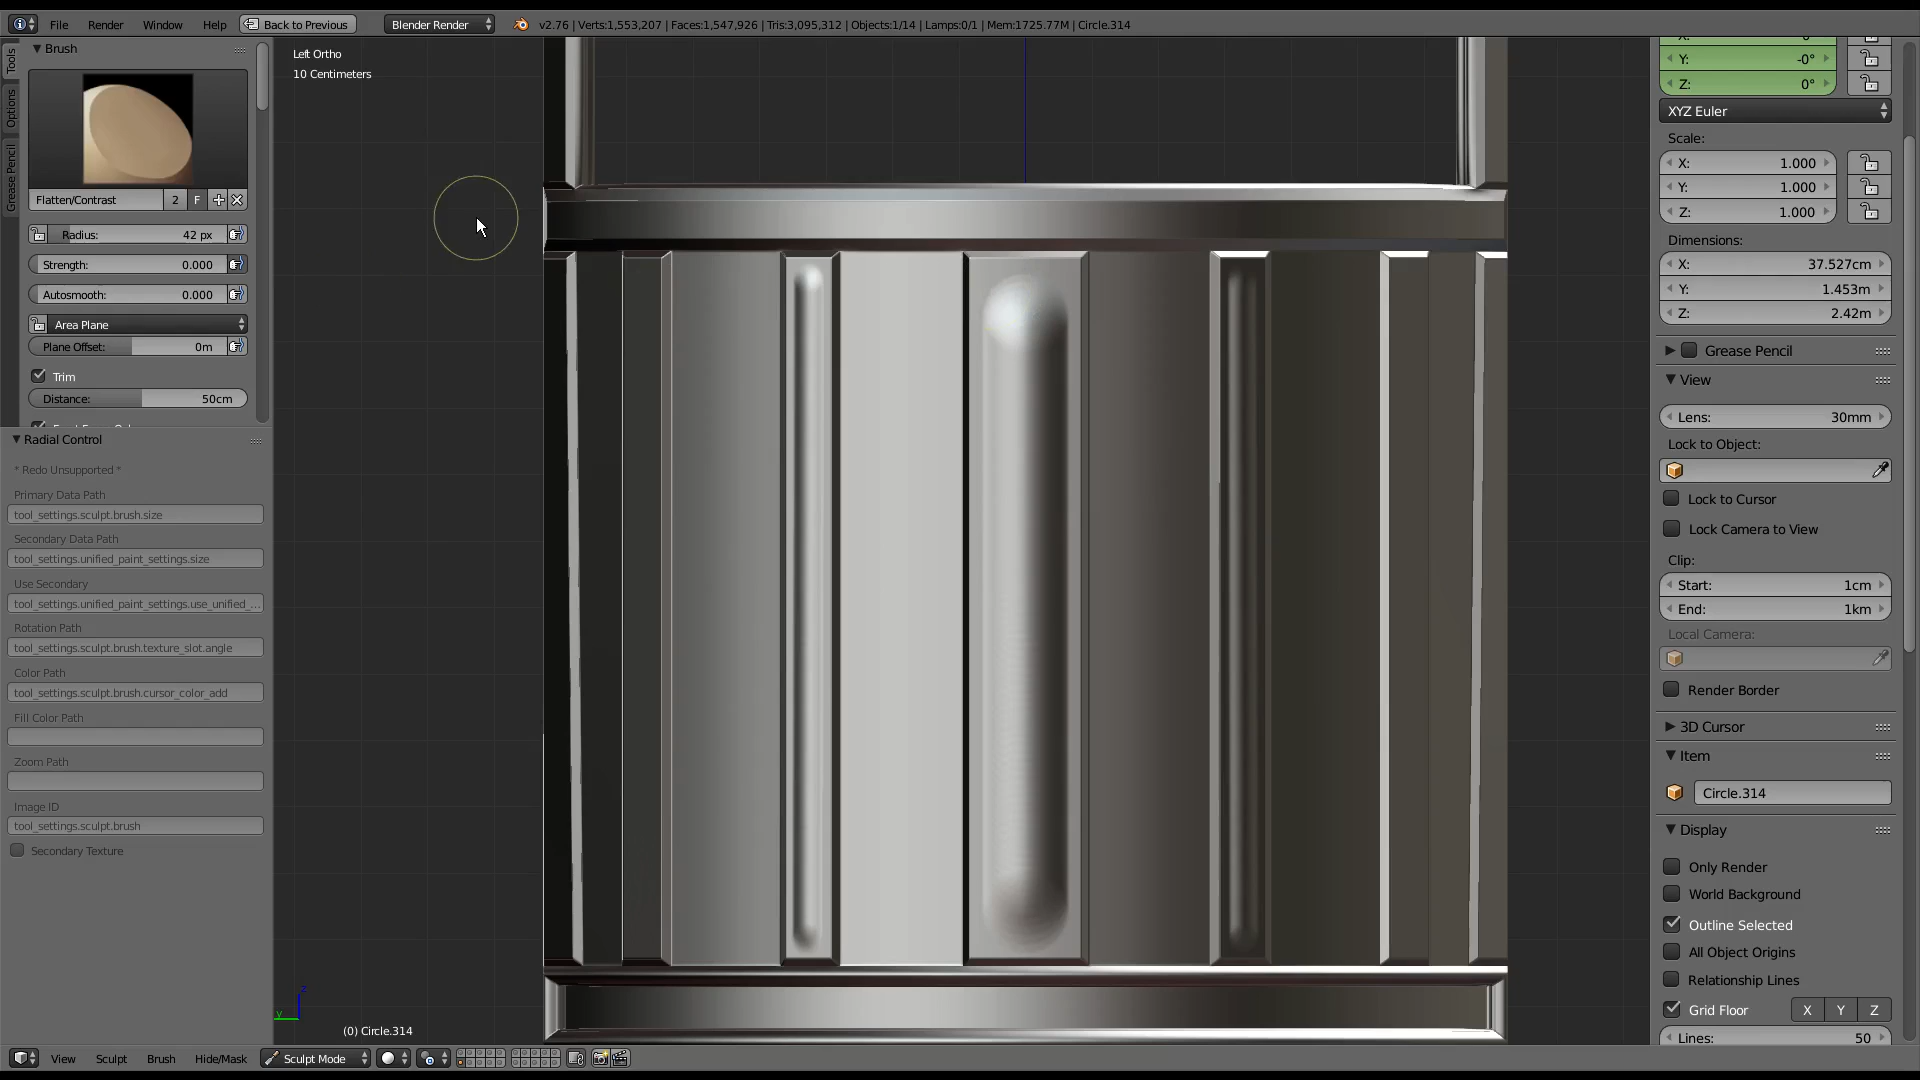 File Render Window Help Back to Previous Blender Render v2.76 | Verts:1,553,207 | Faces:1,547,926 | Tris:3,095,312 | Objects:1/14 | Lamps:0/1 | Mem:1725.77M | Circle.314
Tools
Options
Grease Pencil
Brush
Flatten/Contrast 2 F
Radius: 42 px
Strength: 0.000
Autosmooth: 0.000
Area Plane
Plane Offset: 0m
Trim
Distance: 50cm
Radial Control
* Redo Unsupported *
Primary Data Path
tool_settings.sculpt.brush.size
Secondary Data Path
tool_settings.unified_paint_settings.size
Use Secondary
tool_settings.unified_paint_settings.use_unified_...
Rotation Path
tool_settings.sculpt.brush.texture_slot.angle
Color Path
tool_settings.sculpt.brush.cursor_color_add
Fill Color Path
Zoom Path
Image ID
tool_settings.sculpt.brush
Secondary Texture
Left Ortho
10 Centimeters
z
y
(0) Circle.314
View Sculpt Brush Hide/Mask Sculpt Mode
Y: -0°
Z: 0°
XYZ Euler
Scale:
X: 1.000
Y: 1.000
Z: 1.000
Dimensions:
X: 37.527cm
Y: 1.453m
Z: 2.42m
Grease Pencil
View
Lens: 30mm
Lock to Object:
Lock to Cursor
Lock Camera to View
Clip:
Start: 1cm
End: 1km
Local Camera:
Render Border
3D Cursor
Item
Circle.314
Display
Only Render
World Background
Outline Selected
All Object Origins
Relationship Lines
Grid Floor X Y Z
Lines: 50